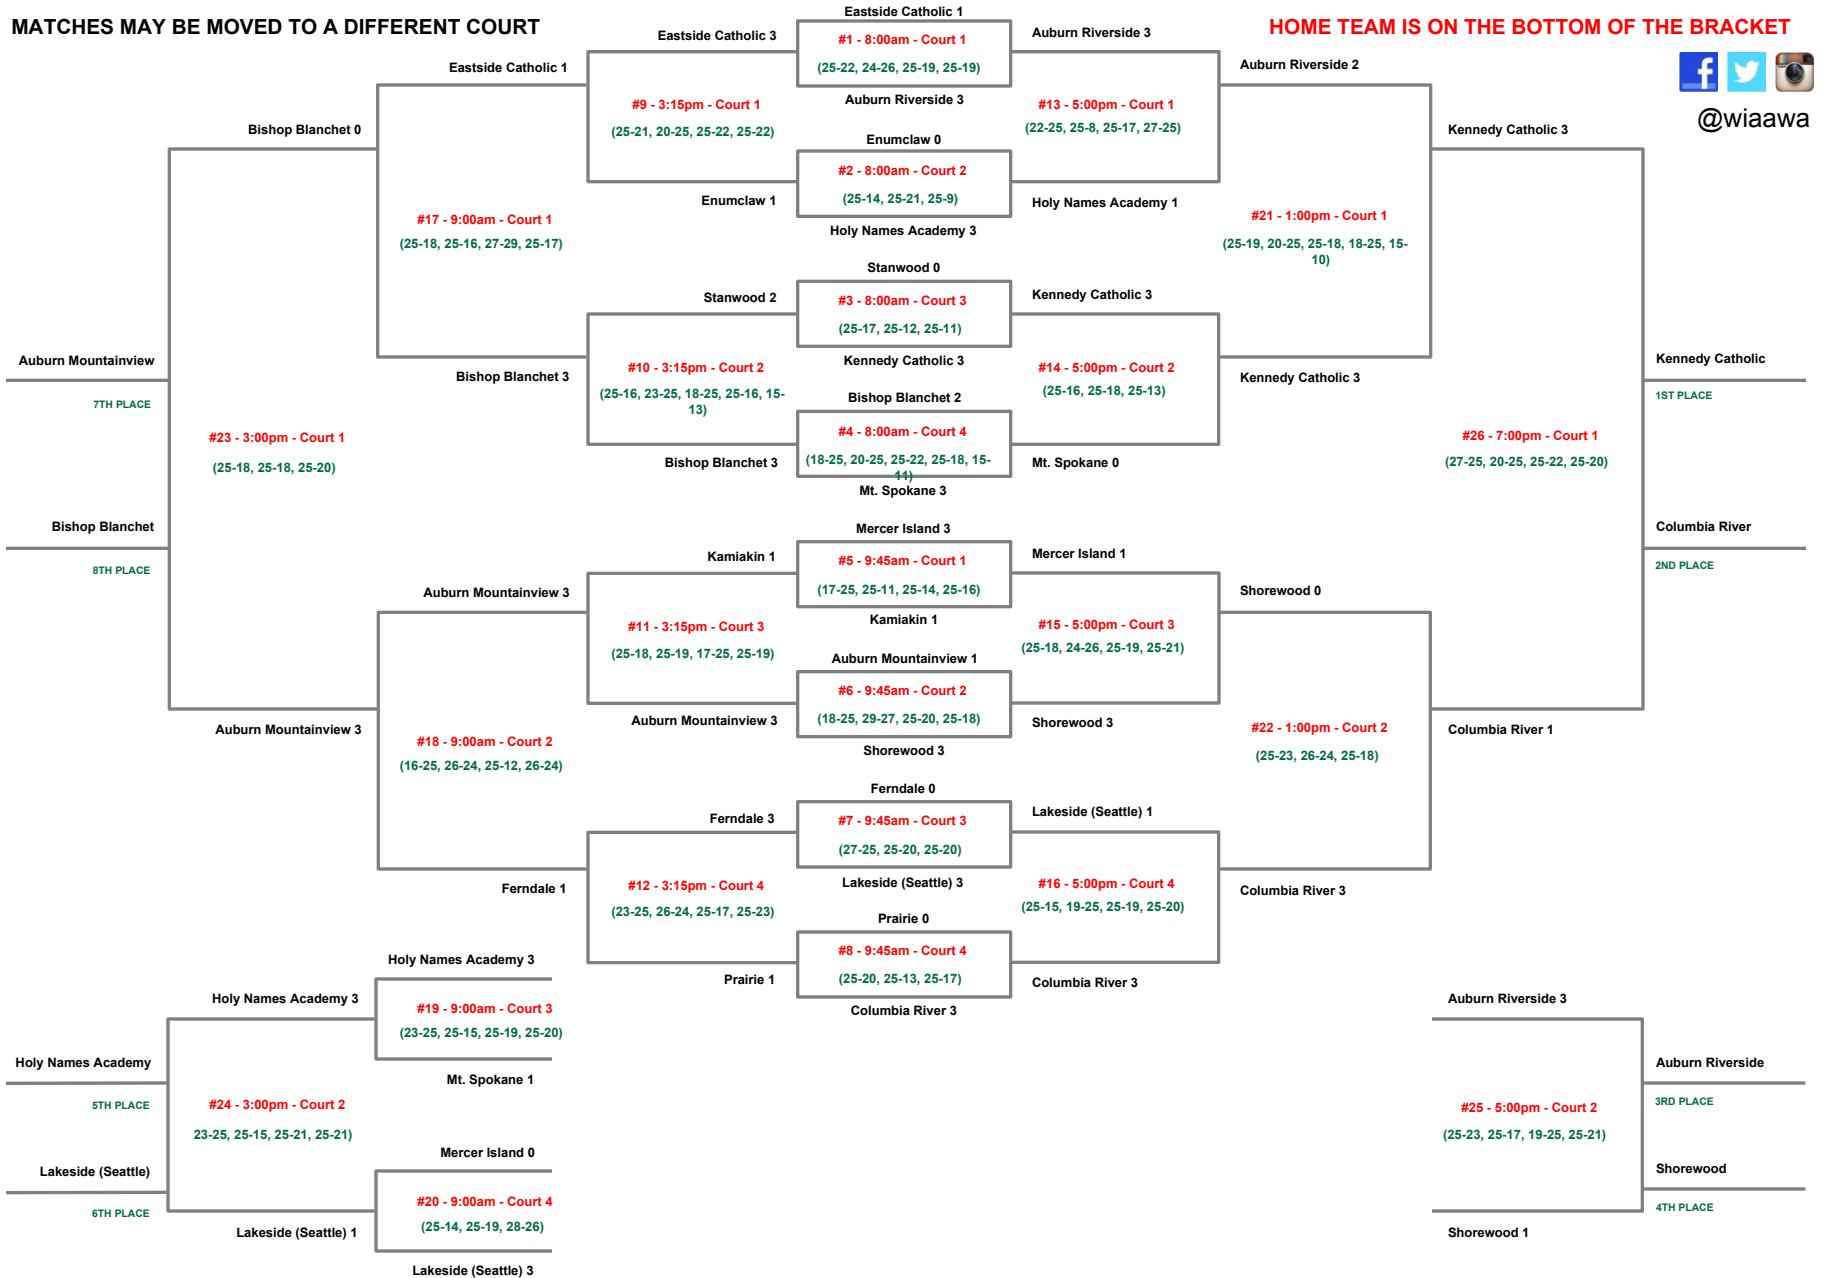 MATCHES MAY BE MOVED TO A DIFFERENT COURT
HOME TEAM IS ON THE BOTTOM OF THE BRACKET
@wiaawa
Eastside Catholic 1
#1 - 8:00am - Court 1
(25-22, 24-26, 25-19, 25-19)
Auburn Riverside 3
Enumclaw 0
#2 - 8:00am - Court 2
(25-14, 25-21, 25-9)
Holy Names Academy 3
Stanwood 0
#3 - 8:00am - Court 3
(25-17, 25-12, 25-11)
Kennedy Catholic 3
Bishop Blanchet 2
#4 - 8:00am - Court 4
(18-25, 20-25, 25-22, 25-18, 15-
11)
Mt. Spokane 3
Mercer Island 3
#5 - 9:45am - Court 1
(17-25, 25-11, 25-14, 25-16)
Kamiakin 1
Auburn Mountainview 1
#6 - 9:45am - Court 2
(18-25, 29-27, 25-20, 25-18)
Shorewood 3
Ferndale 0
#7 - 9:45am - Court 3
(27-25, 25-20, 25-20)
Lakeside (Seattle) 3
Prairie 0
#8 - 9:45am - Court 4
(25-20, 25-13, 25-17)
Columbia River 3
Eastside Catholic 3
#9 - 3:15pm - Court 1
(25-21, 20-25, 25-22, 25-22)
Enumclaw 1
Stanwood 2
#10 - 3:15pm - Court 2
(25-16, 23-25, 18-25, 25-16, 15-
13)
Bishop Blanchet 3
Kamiakin 1
#11 - 3:15pm - Court 3
(25-18, 25-19, 17-25, 25-19)
Auburn Mountainview 3
Ferndale 3
#12 - 3:15pm - Court 4
(23-25, 26-24, 25-17, 25-23)
Prairie 1
Auburn Riverside 3
#13 - 5:00pm - Court 1
(22-25, 25-8, 25-17, 27-25)
Holy Names Academy 1
Kennedy Catholic 3
#14 - 5:00pm - Court 2
(25-16, 25-18, 25-13)
Mt. Spokane 0
Mercer Island 1
#15 - 5:00pm - Court 3
(25-18, 24-26, 25-19, 25-21)
Shorewood 3
Lakeside (Seattle) 1
#16 - 5:00pm - Court 4
(25-15, 19-25, 25-19, 25-20)
Columbia River 3
Eastside Catholic 1
#17 - 9:00am - Court 1
(25-18, 25-16, 27-29, 25-17)
Bishop Blanchet 3
Auburn Mountainview 3
#18 - 9:00am - Court 2
(16-25, 26-24, 25-12, 26-24)
Ferndale 1
Holy Names Academy 3
#19 - 9:00am - Court 3
(23-25, 25-15, 25-19, 25-20)
Mt. Spokane 1
Mercer Island 0
#20 - 9:00am - Court 4
(25-14, 25-19, 28-26)
Lakeside (Seattle) 3
Auburn Riverside 2
#21 - 1:00pm - Court 1
(25-19, 20-25, 25-18, 18-25, 15-
10)
Kennedy Catholic 3
Shorewood 0
#22 - 1:00pm - Court 2
(25-23, 26-24, 25-18)
Columbia River 3
Bishop Blanchet 0
#23 - 3:00pm - Court 1
(25-18, 25-18, 25-20)
Auburn Mountainview 3
Auburn Mountainview
7TH PLACE
Bishop Blanchet
8TH PLACE
Holy Names Academy 3
#24 - 3:00pm - Court 2
23-25, 25-15, 25-21, 25-21)
Lakeside (Seattle) 1
Holy Names Academy
5TH PLACE
Lakeside (Seattle)
6TH PLACE
Auburn Riverside 3
#25 - 5:00pm - Court 2
(25-23, 25-17, 19-25, 25-21)
Shorewood 1
Auburn Riverside
3RD PLACE
Shorewood
4TH PLACE
Kennedy Catholic 3
#26 - 7:00pm - Court 1
(27-25, 20-25, 25-22, 25-20)
Columbia River 1
Kennedy Catholic
1ST PLACE
Columbia River
2ND PLACE